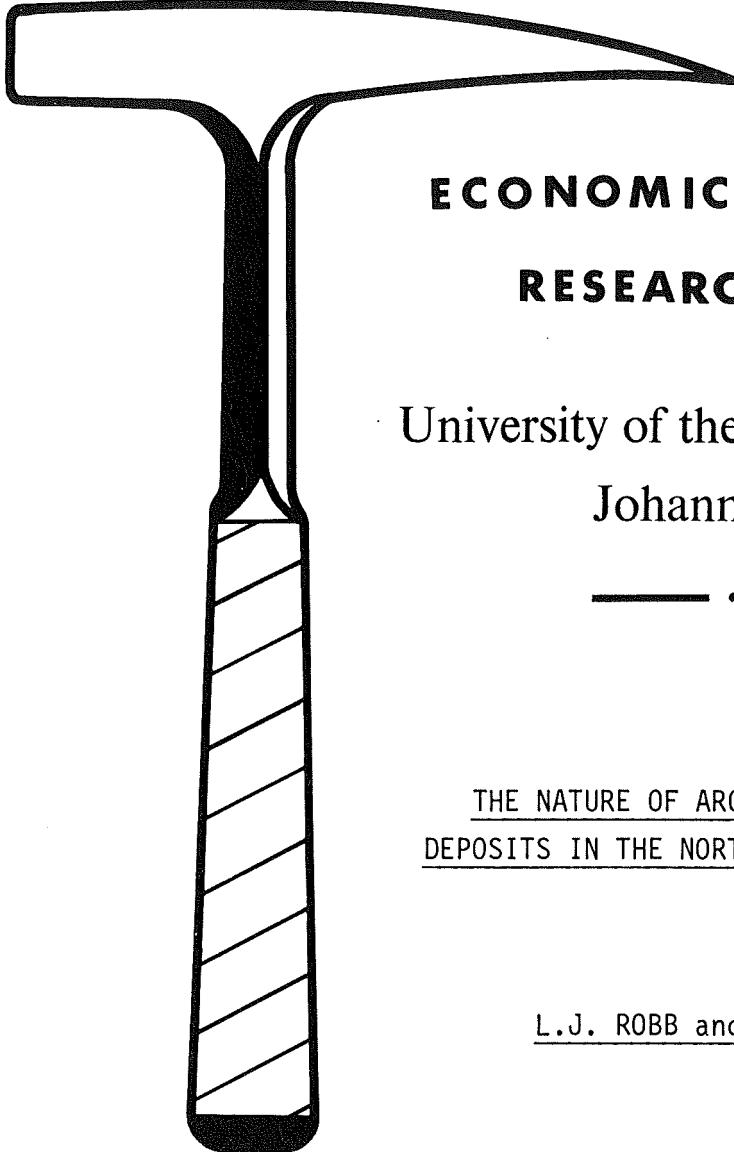 ECONOMIC
RESEARC
University of the
Johann
THE NATURE OF ARC
DEPOSITS IN THE NORT
L.J. ROBB and